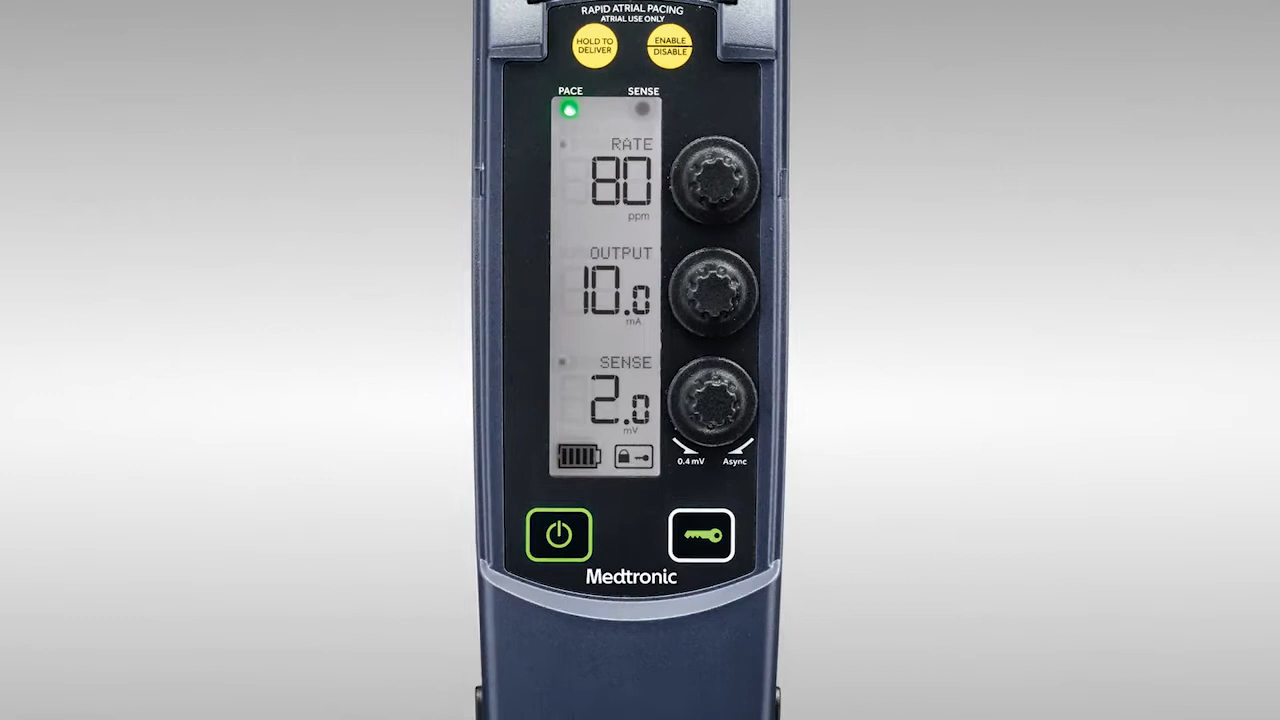 RAPID ATRIAL PACING
ATRIAL USE ONLY
HOLD TO
DELIVER
ENABLE
DISABLE
PACE SENSE
RATE
80
ppm
OUTPUT
10.0
mA
SENSE
2.0
mV
0.4 mV Async
Medtronic